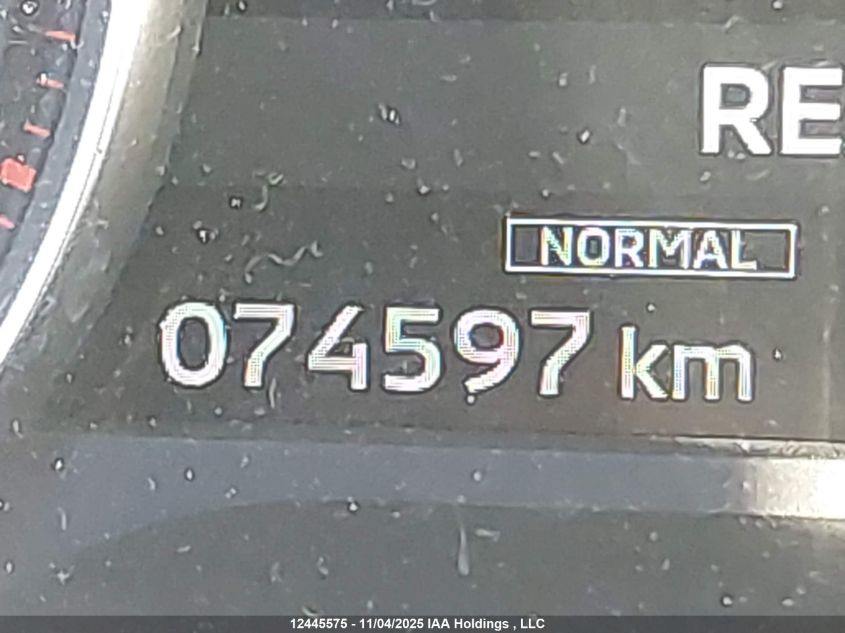 RE
NORMAL
074597 km
12445575 - 11/04/2025 IAA Holdings , LLC